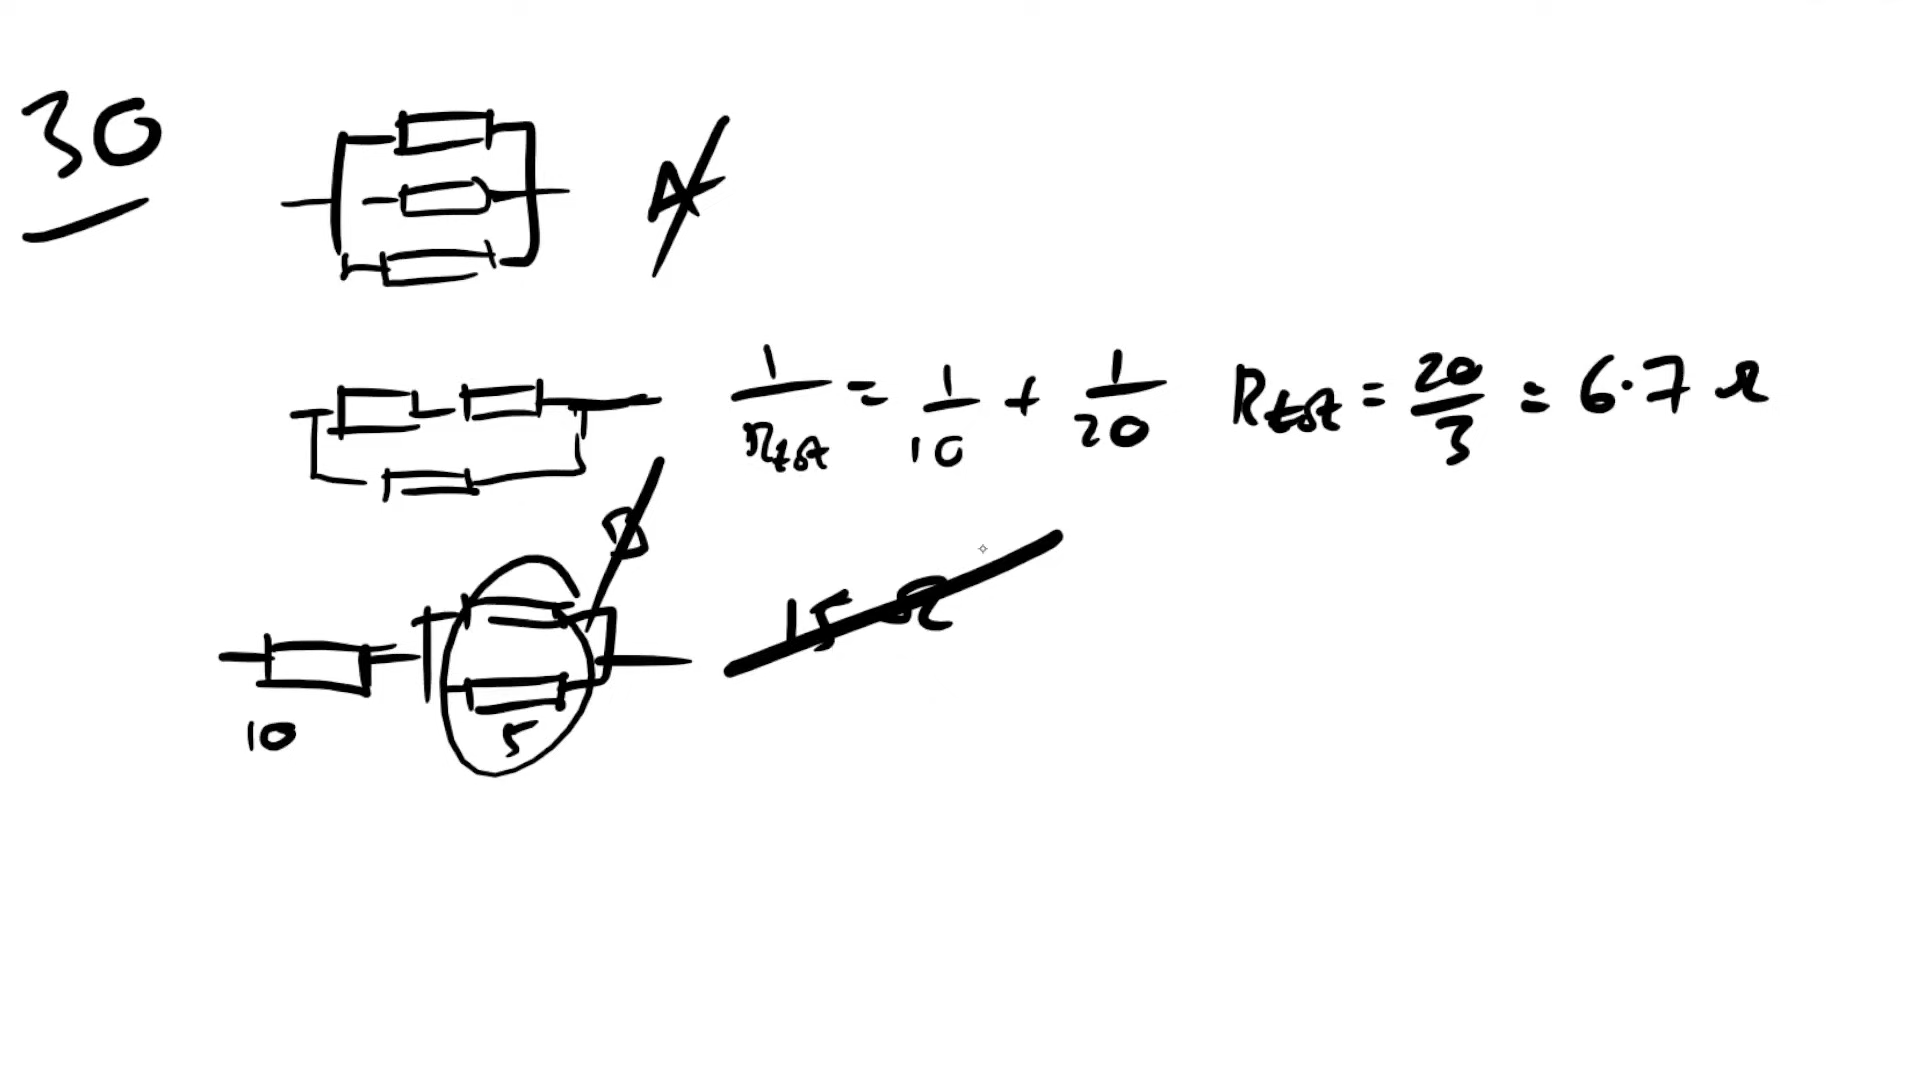 30
A
1/Rtot = 1/10 + 1/20 Rtot = 20/3 = 6.7 Ω
B
15 Ω
10
5